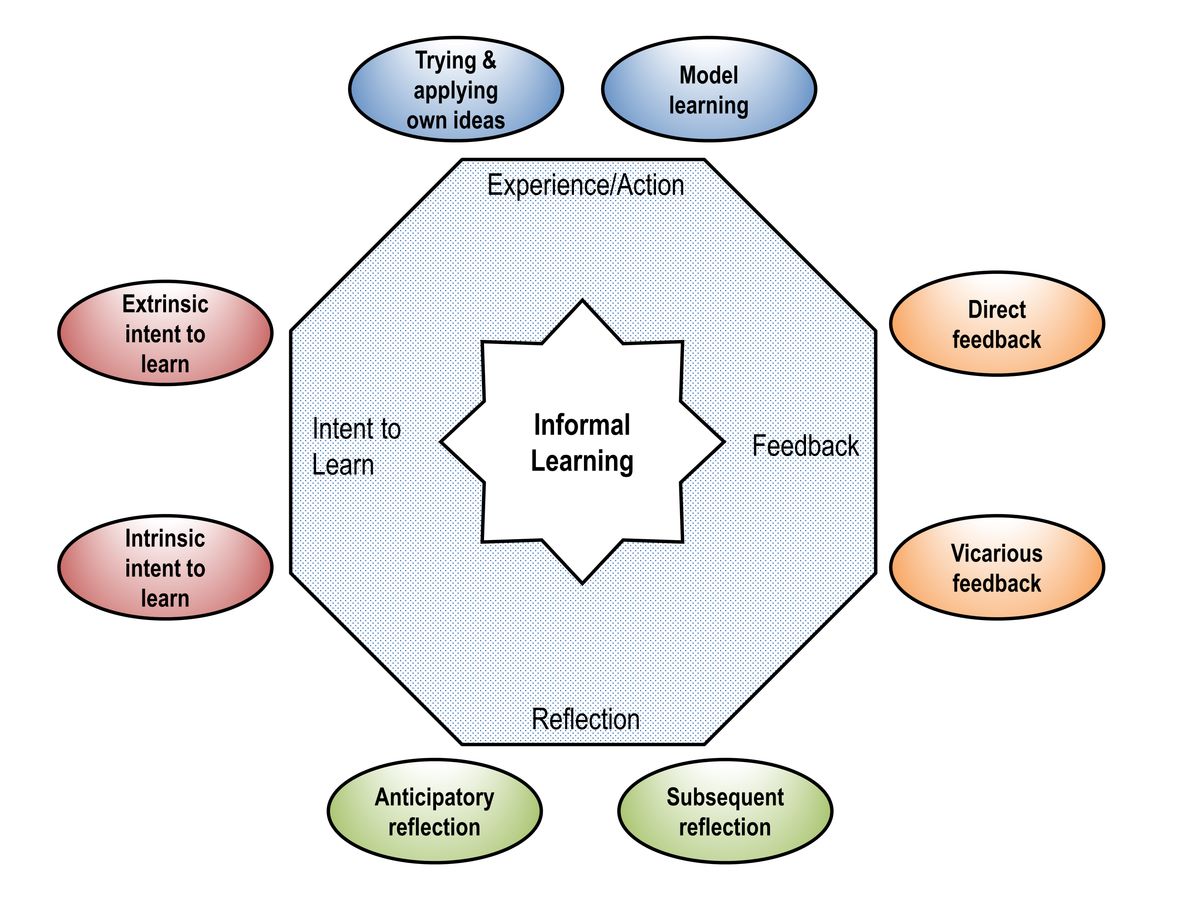 Trying &
applying
own ideas
Model
learning
Experience/Action
Extrinsic
intent to
learn
Direct
feedback
Intent to
Learn
Informal
Learning
Feedback
Intrinsic
intent to
learn
Vicarious
feedback
Reflection
Anticipatory
reflection
Subsequent
reflection